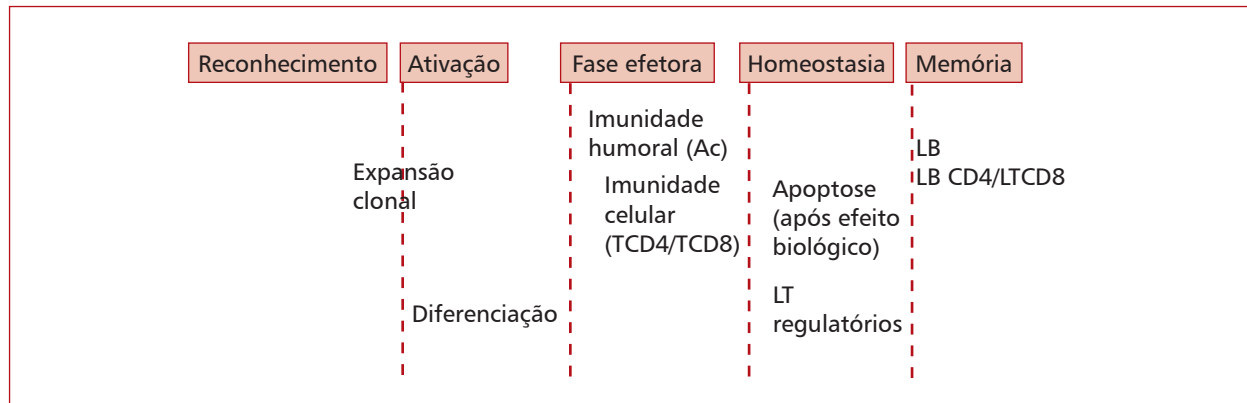 Reconhecimento
Ativação
Fase efetora
Homeostasia
Memória
Expansão
clonal
Diferenciação
Imunidade
humoral (Ac)
Imunidade
celular
(TCD4/TCD8)
Apoptose
(após efeito
biológico)
LT
regulatórios
LB
LB CD4/LTCD8